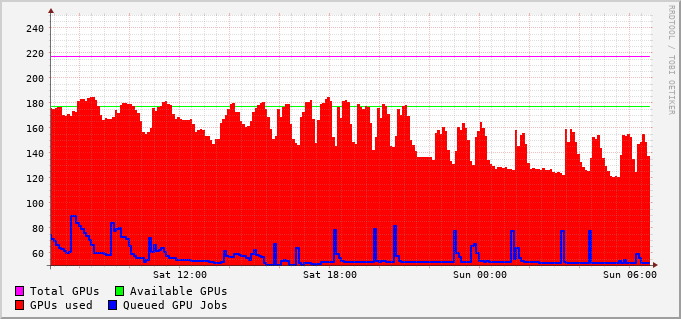 240
220
200
180
160
140
120
100
80
60
Sat 12:00 Sat 18:00 Sun 00:00 Sun 06:00
Total GPUs Available GPUs
GPUs used Queued GPU Jobs
RRDTOOL / TOBI OETIKER